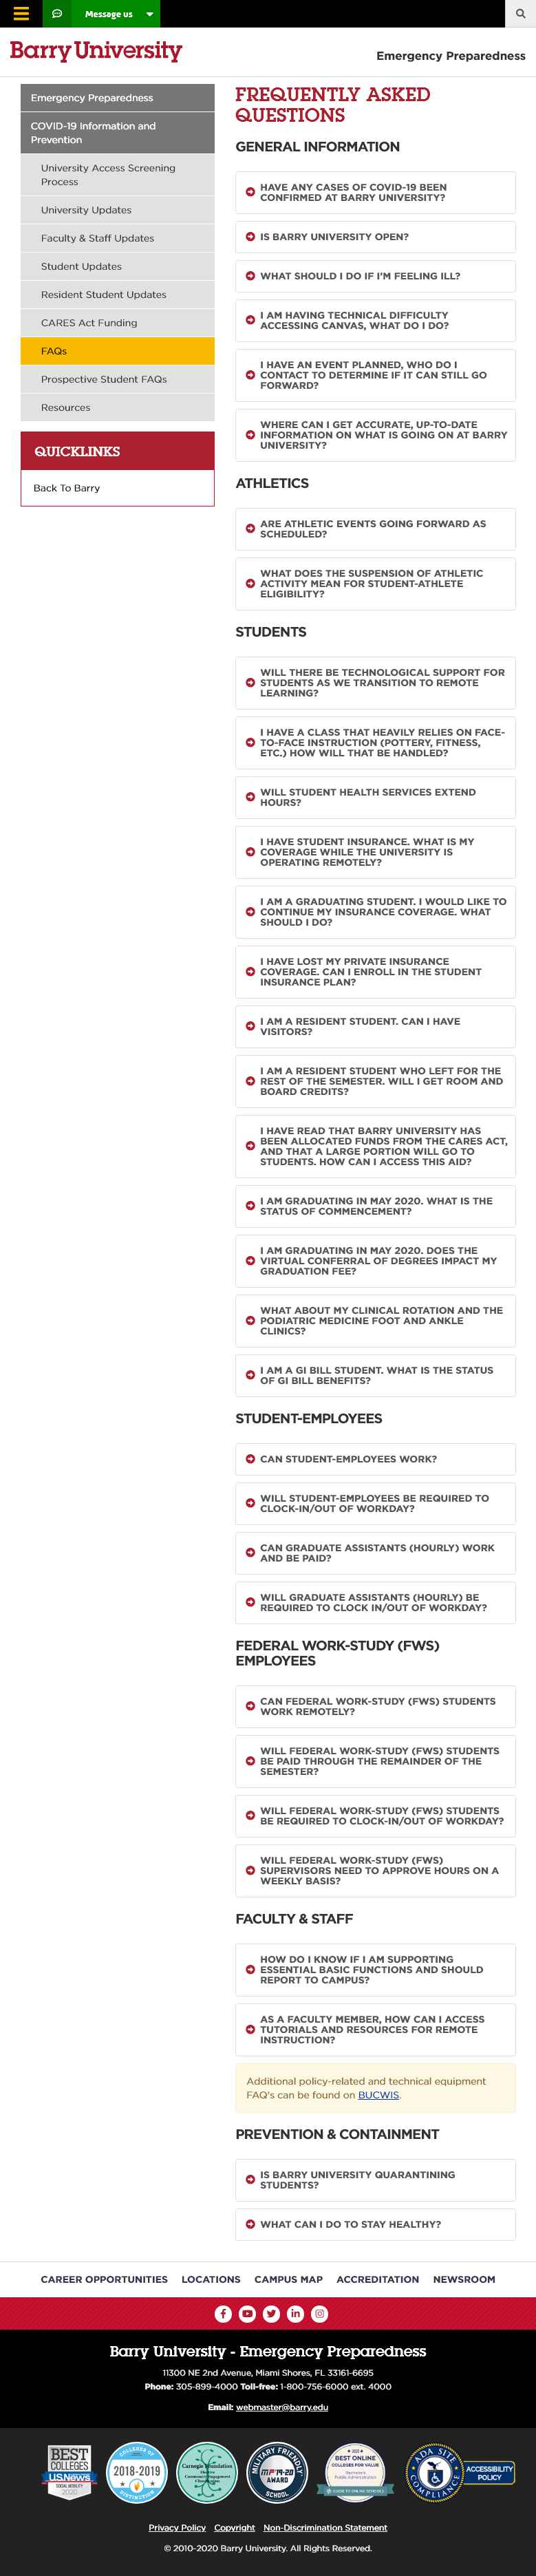 Message us
Barry University
Emergency Preparedness
Emergency Preparedness
COVID-19 Information and
Prevention
University Access Screening
Process
University Updates
Faculty & Staff Updates
Student Updates
Resident Student Updates
CARES Act Funding
FAQs
Prospective Student FAQs
Resources
QUICKLINKS
Back To Barry
FREQUENTLY ASKED
QUESTIONS
GENERAL INFORMATION
HAVE ANY CASES OF COVID-19 BEEN
CONFIRMED AT BARRY UNIVERSITY?
IS BARRY UNIVERSITY OPEN?
WHAT SHOULD I DO IF I'M FEELING ILL?
I AM HAVING TECHNICAL DIFFICULTY
ACCESSING CANVAS, WHAT DO I DO?
I HAVE AN EVENT PLANNED, WHO DO I
CONTACT TO DETERMINE IF IT CAN STILL GO
FORWARD?
WHERE CAN I GET ACCURATE, UP-TO-DATE
INFORMATION ON WHAT IS GOING ON AT BARRY
UNIVERSITY?
ATHLETICS
ARE ATHLETIC EVENTS GOING FORWARD AS
SCHEDULED?
WHAT DOES THE SUSPENSION OF ATHLETIC
ACTIVITY MEAN FOR STUDENT-ATHLETE
ELIGIBILITY?
STUDENTS
WILL THERE BE TECHNOLOGICAL SUPPORT FOR
STUDENTS AS WE TRANSITION TO REMOTE
LEARNING?
I HAVE A CLASS THAT HEAVILY RELIES ON FACE-
TO-FACE INSTRUCTION (POTTERY, FITNESS,
ETC.) HOW WILL THAT BE HANDLED?
WILL STUDENT HEALTH SERVICES EXTEND
HOURS?
I HAVE STUDENT INSURANCE. WHAT IS MY
COVERAGE WHILE THE UNIVERSITY IS
OPERATING REMOTELY?
I AM A GRADUATING STUDENT. I WOULD LIKE TO
CONTINUE MY INSURANCE COVERAGE. WHAT
SHOULD I DO?
I HAVE LOST MY PRIVATE INSURANCE
COVERAGE. CAN I ENROLL IN THE STUDENT
INSURANCE PLAN?
I AM A RESIDENT STUDENT. CAN I HAVE
VISITORS?
I AM A RESIDENT STUDENT WHO LEFT FOR THE
REST OF THE SEMESTER. WILL I GET ROOM AND
BOARD CREDITS?
I HAVE READ THAT BARRY UNIVERSITY HAS
BEEN ALLOCATED FUNDS FROM THE CARES ACT,
AND THAT A LARGE PORTION WILL GO TO
STUDENTS. HOW CAN I ACCESS THIS AID?
I AM GRADUATING IN MAY 2020. WHAT IS THE
STATUS OF COMMENCEMENT?
I AM GRADUATING IN MAY 2020. DOES THE
VIRTUAL CONFERRAL OF DEGREES IMPACT MY
GRADUATION FEE?
WHAT ABOUT MY CLINICAL ROTATION AND THE
PODIATRIC MEDICINE FOOT AND ANKLE
CLINICS?
I AM A GI BILL STUDENT. WHAT IS THE STATUS
OF GI BILL BENEFITS?
STUDENT-EMPLOYEES
CAN STUDENT-EMPLOYEES WORK?
WILL STUDENT-EMPLOYEES BE REQUIRED TO
CLOCK-IN/OUT OF WORKDAY?
CAN GRADUATE ASSISTANTS (HOURLY) WORK
AND BE PAID?
WILL GRADUATE ASSISTANTS (HOURLY) BE
REQUIRED TO CLOCK IN/OUT OF WORKDAY?
FEDERAL WORK-STUDY (FWS)
EMPLOYEES
CAN FEDERAL WORK-STUDY (FWS) STUDENTS
WORK REMOTELY?
WILL FEDERAL WORK-STUDY (FWS) STUDENTS
BE PAID THROUGH THE REMAINDER OF THE
SEMESTER?
WILL FEDERAL WORK-STUDY (FWS) STUDENTS
BE REQUIRED TO CLOCK-IN/OUT OF WORKDAY?
WILL FEDERAL WORK-STUDY (FWS)
SUPERVISORS NEED TO APPROVE HOURS ON A
WEEKLY BASIS?
FACULTY & STAFF
HOW DO I KNOW IF I AM SUPPORTING
ESSENTIAL BASIC FUNCTIONS AND SHOULD
REPORT TO CAMPUS?
AS A FACULTY MEMBER, HOW CAN I ACCESS
TUTORIALS AND RESOURCES FOR REMOTE
INSTRUCTION?
Additional policy-related and technical equipment
FAQ's can be found on BUCWIS.
PREVENTION & CONTAINMENT
IS BARRY UNIVERSITY QUARANTINING
STUDENTS?
WHAT CAN I DO TO STAY HEALTHY?
CAREER OPPORTUNITIES LOCATIONS CAMPUS MAP ACCREDITATION NEWSROOM
Barry University - Emergency Preparedness
11300 NE 2nd Avenue, Miami Shores, FL 33161-6695
Phone: 305-899-4000 Toll-free: 1-800-756-6000 ext. 4000
Email: webmaster@barry.edu
BEST
COLLEGES
U.S.News
SOCIAL MOBILITY
2020
COLLEGES OF
2018-2019
DISTINCTION
Carnegie Foundation
MILITARY FRIENDLY
AWARD
SCHOOL
BEST ONLINE
COLLEGES FOR VALUE
ADA SITE
COMPLIANCE
ACCESSIBILITY
POLICY
Privacy Policy Copyright Non-Discrimination Statement
© 2010-2020 Barry University. All Rights Reserved.